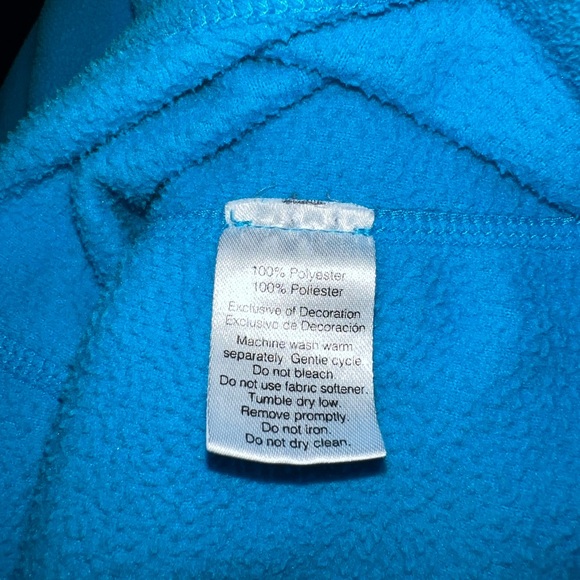 100% Polyester
100% Poliester
Exclusive of Decoration
Exclusivo de Decoración
Machine wash warm
separately. Gentle cycle.
Do not bleach.
Do not use fabric softener.
Tumble dry low.
Remove promptly.
Do not iron.
Do not dry clean.